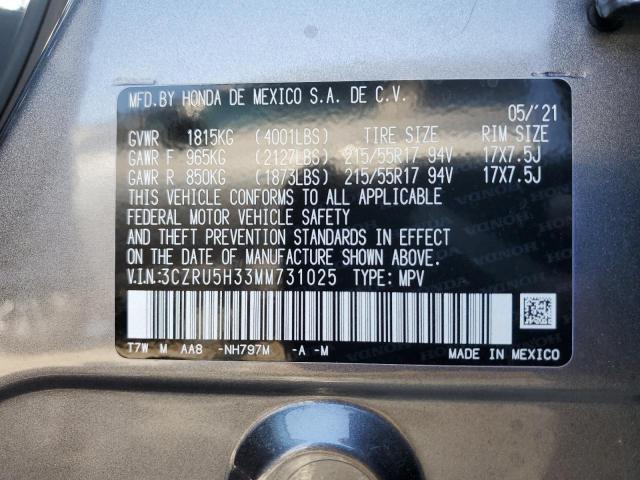 MFD.BY HONDA DE MEXICO S.A. DE C.V.
05/'21
GVWR 1815KG (4001LBS) TIRE SIZE RIM SIZE
GAWR F 965KG (2127LBS) 215/55R17 94V 17X7.5J
GAWR R 850KG (1873LBS) 215/55R17 94V 17X7.5J
THIS VEHICLE CONFORMS TO ALL APPLICABLE
FEDERAL MOTOR VEHICLE SAFETY
AND THEFT PREVENTION STANDARDS IN EFFECT
ON THE DATE OF MANUFACTURE SHOWN ABOVE.
V.I.N:3CZRU5H33MM731025 TYPE: MPV
T7W M AA8 -NH797M -A -M
MADE IN MEXICO